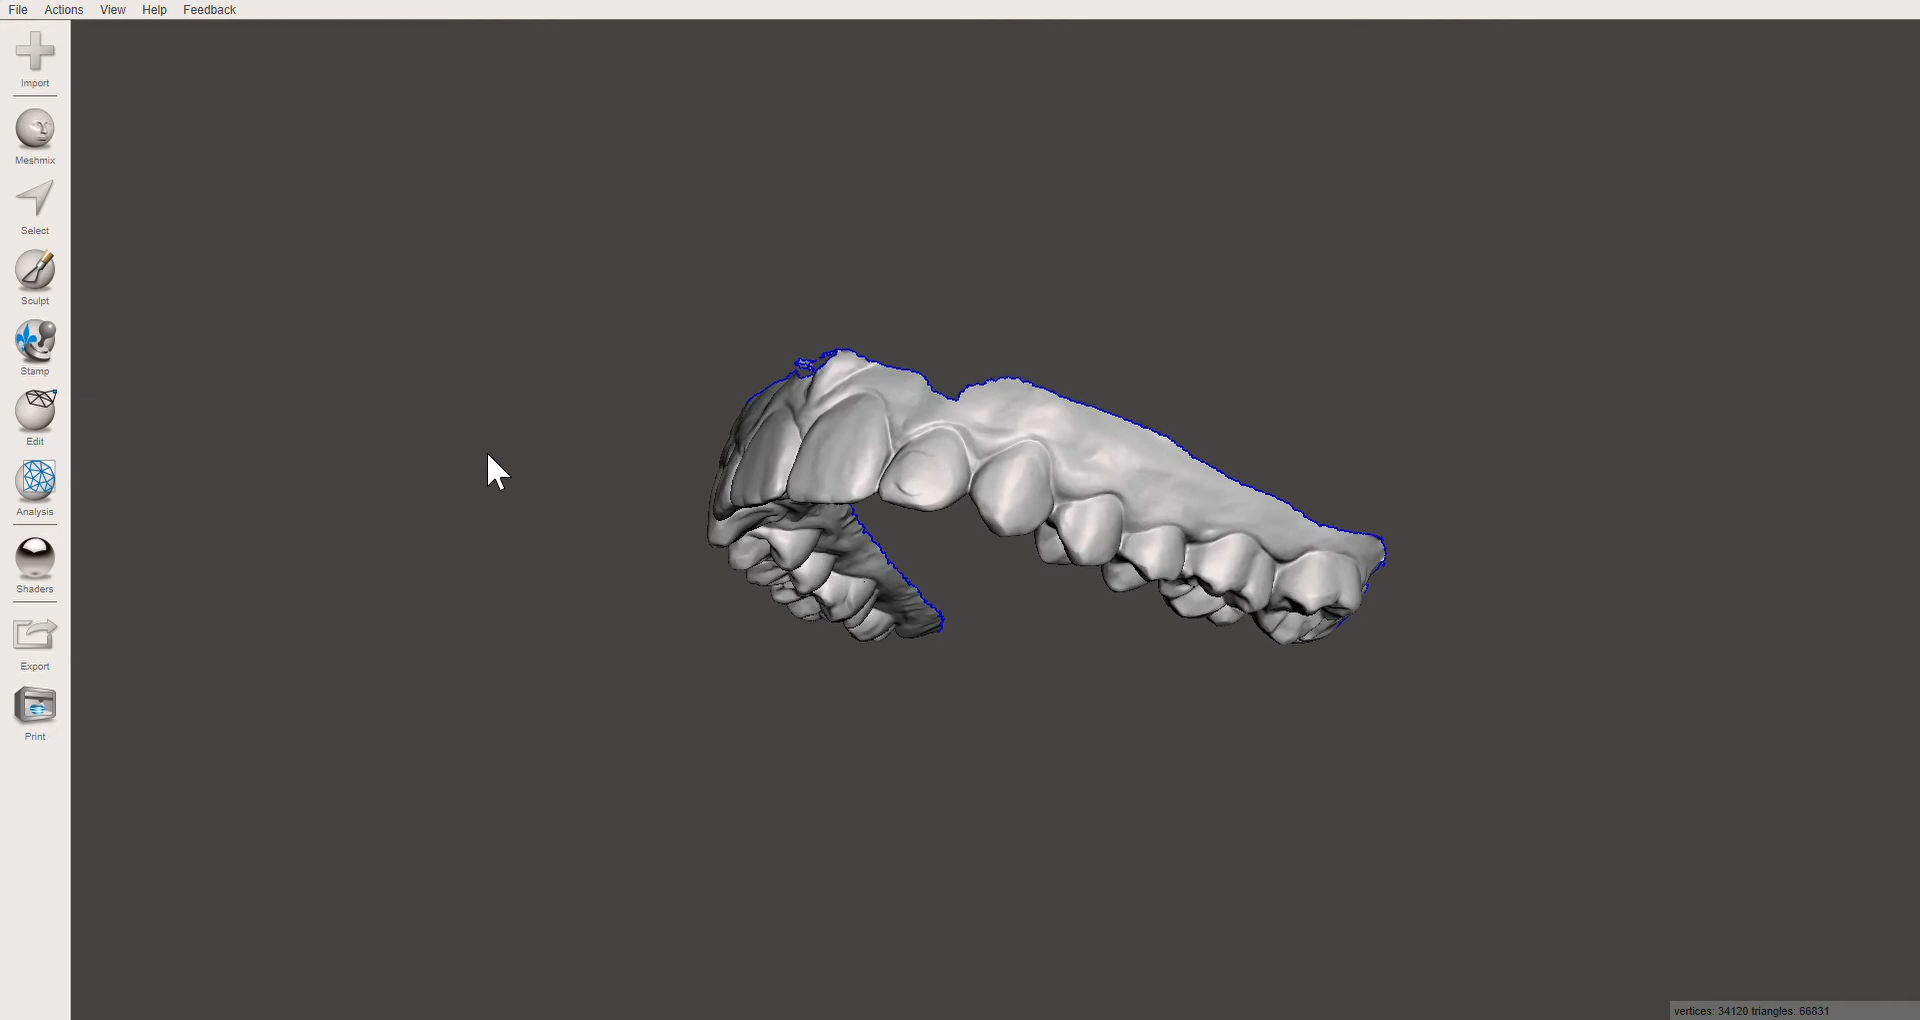 File Actions View Help Feedback
Import
Meshmix
Select
Sculpt
Stamp
Edit
Analysis
Shaders
Export
Print
vertices: 34120 triangles: 66831